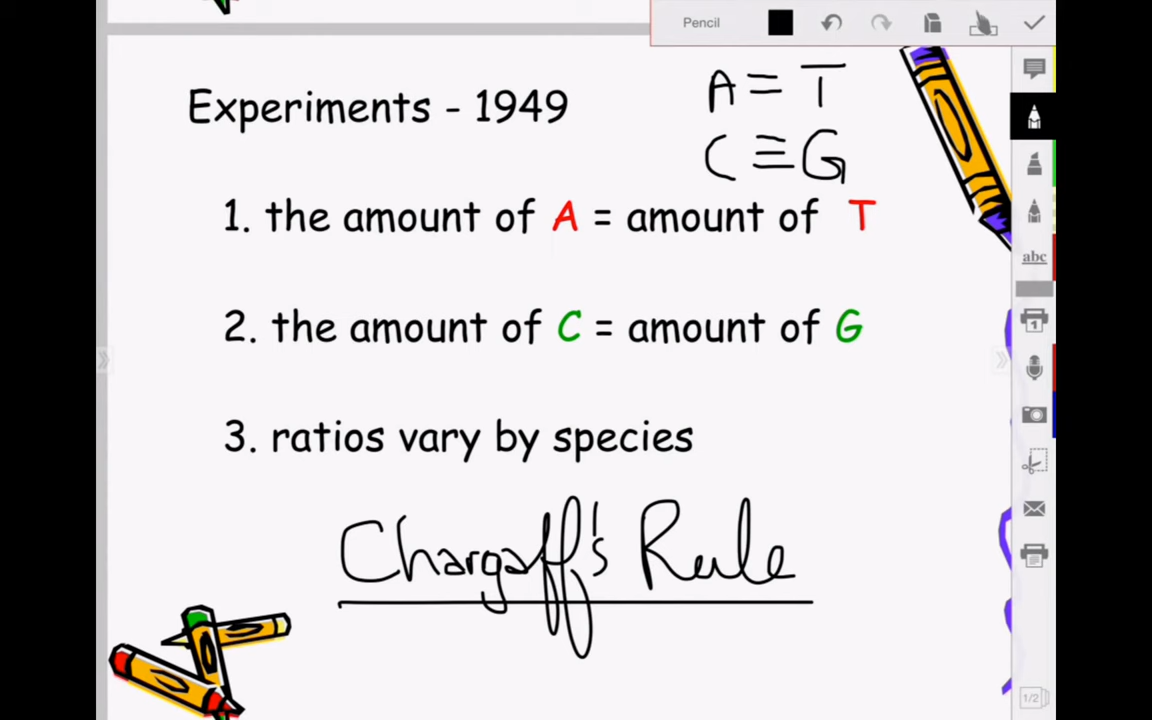 Pencil
Experiments - 1949
A = T
C ≡ G
1. the amount of A = amount of T
2. the amount of C = amount of G
3. ratios vary by species
Chargaff's Rule
abc
1
1/2